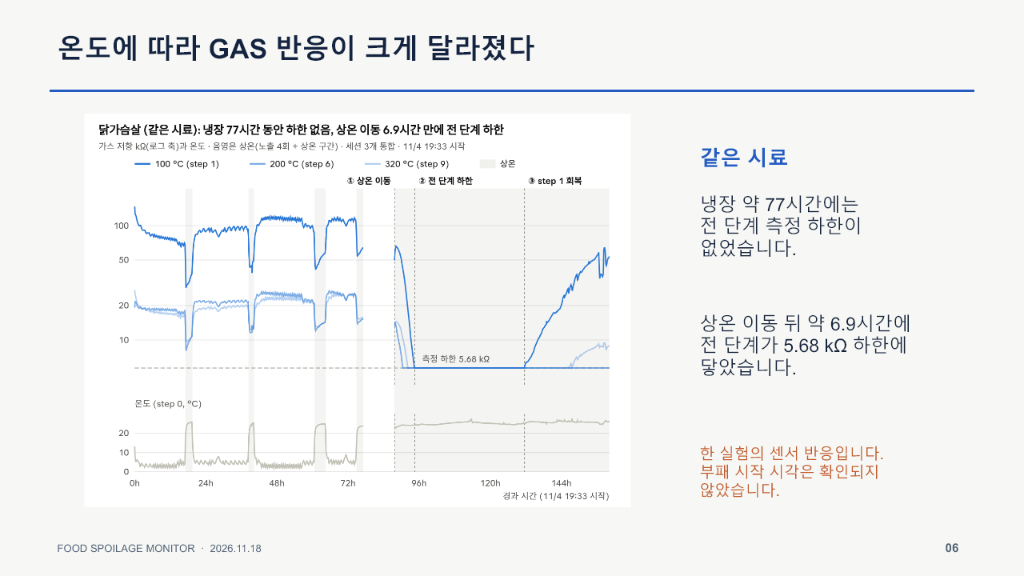 온도에 따라 GAS 반응이 크게 달라졌다
닭가슴살 (같은 시료): 냉장 77시간 동안 하한 없음, 상온 이동 6.9시간 만에 전 단계 하한
가스 저항 kΩ(로그 축)과 온도 · 음영은 상온(노출 4회 + 상온 구간) · 세션 3개 통합 · 11/4 19:33 시작
100 °C (step 1)
200 °C (step 6)
320 °C (step 9)
상온
① 상온 이동
② 전 단계 하한
③ step 1 회복
100
50
20
10
측정 하한 5.68 kΩ
온도 (step 0, °C)
20
10
0
0h
24h
48h
72h
96h
120h
144h
경과 시간 (11/4 19:33 시작)
같은 시료
냉장 약 77시간에는
전 단계 측정 하한이
없었습니다.
상온 이동 뒤 약 6.9시간에
전 단계가 5.68 kΩ 하한에
닿았습니다.
한 실험의 센서 반응입니다.
부패 시작 시각은 확인되지
않았습니다.
FOOD SPOILAGE MONITOR · 2026.11.18
06